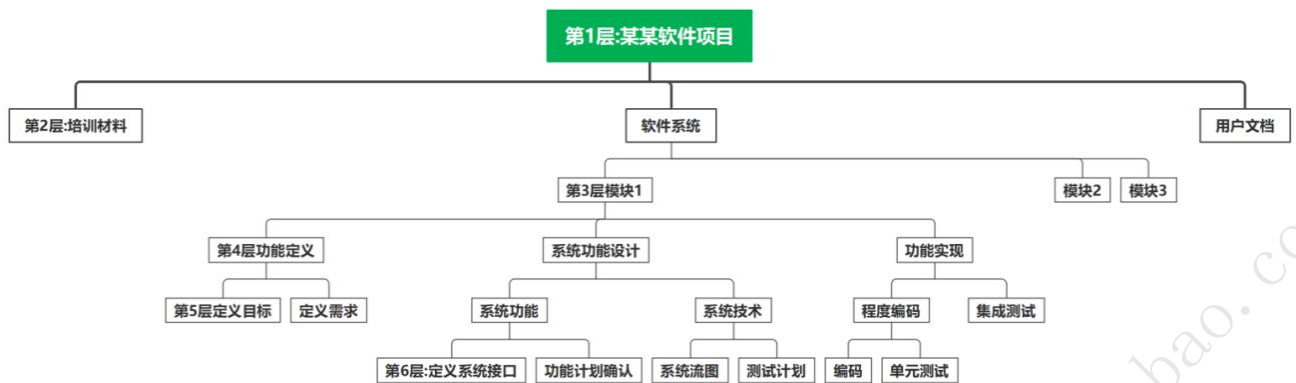 第1层:某某软件项目
第2层:培训材料
软件系统
用户文档
第3层模块1
模块2
模块3
第4层功能定义
系统功能设计
功能实现
第5层定义目标
定义需求
系统功能
系统技术
程度编码
集成测试
第6层:定义系统接口
功能计划确认
系统流图
测试计划
编码
单元测试
bao.co